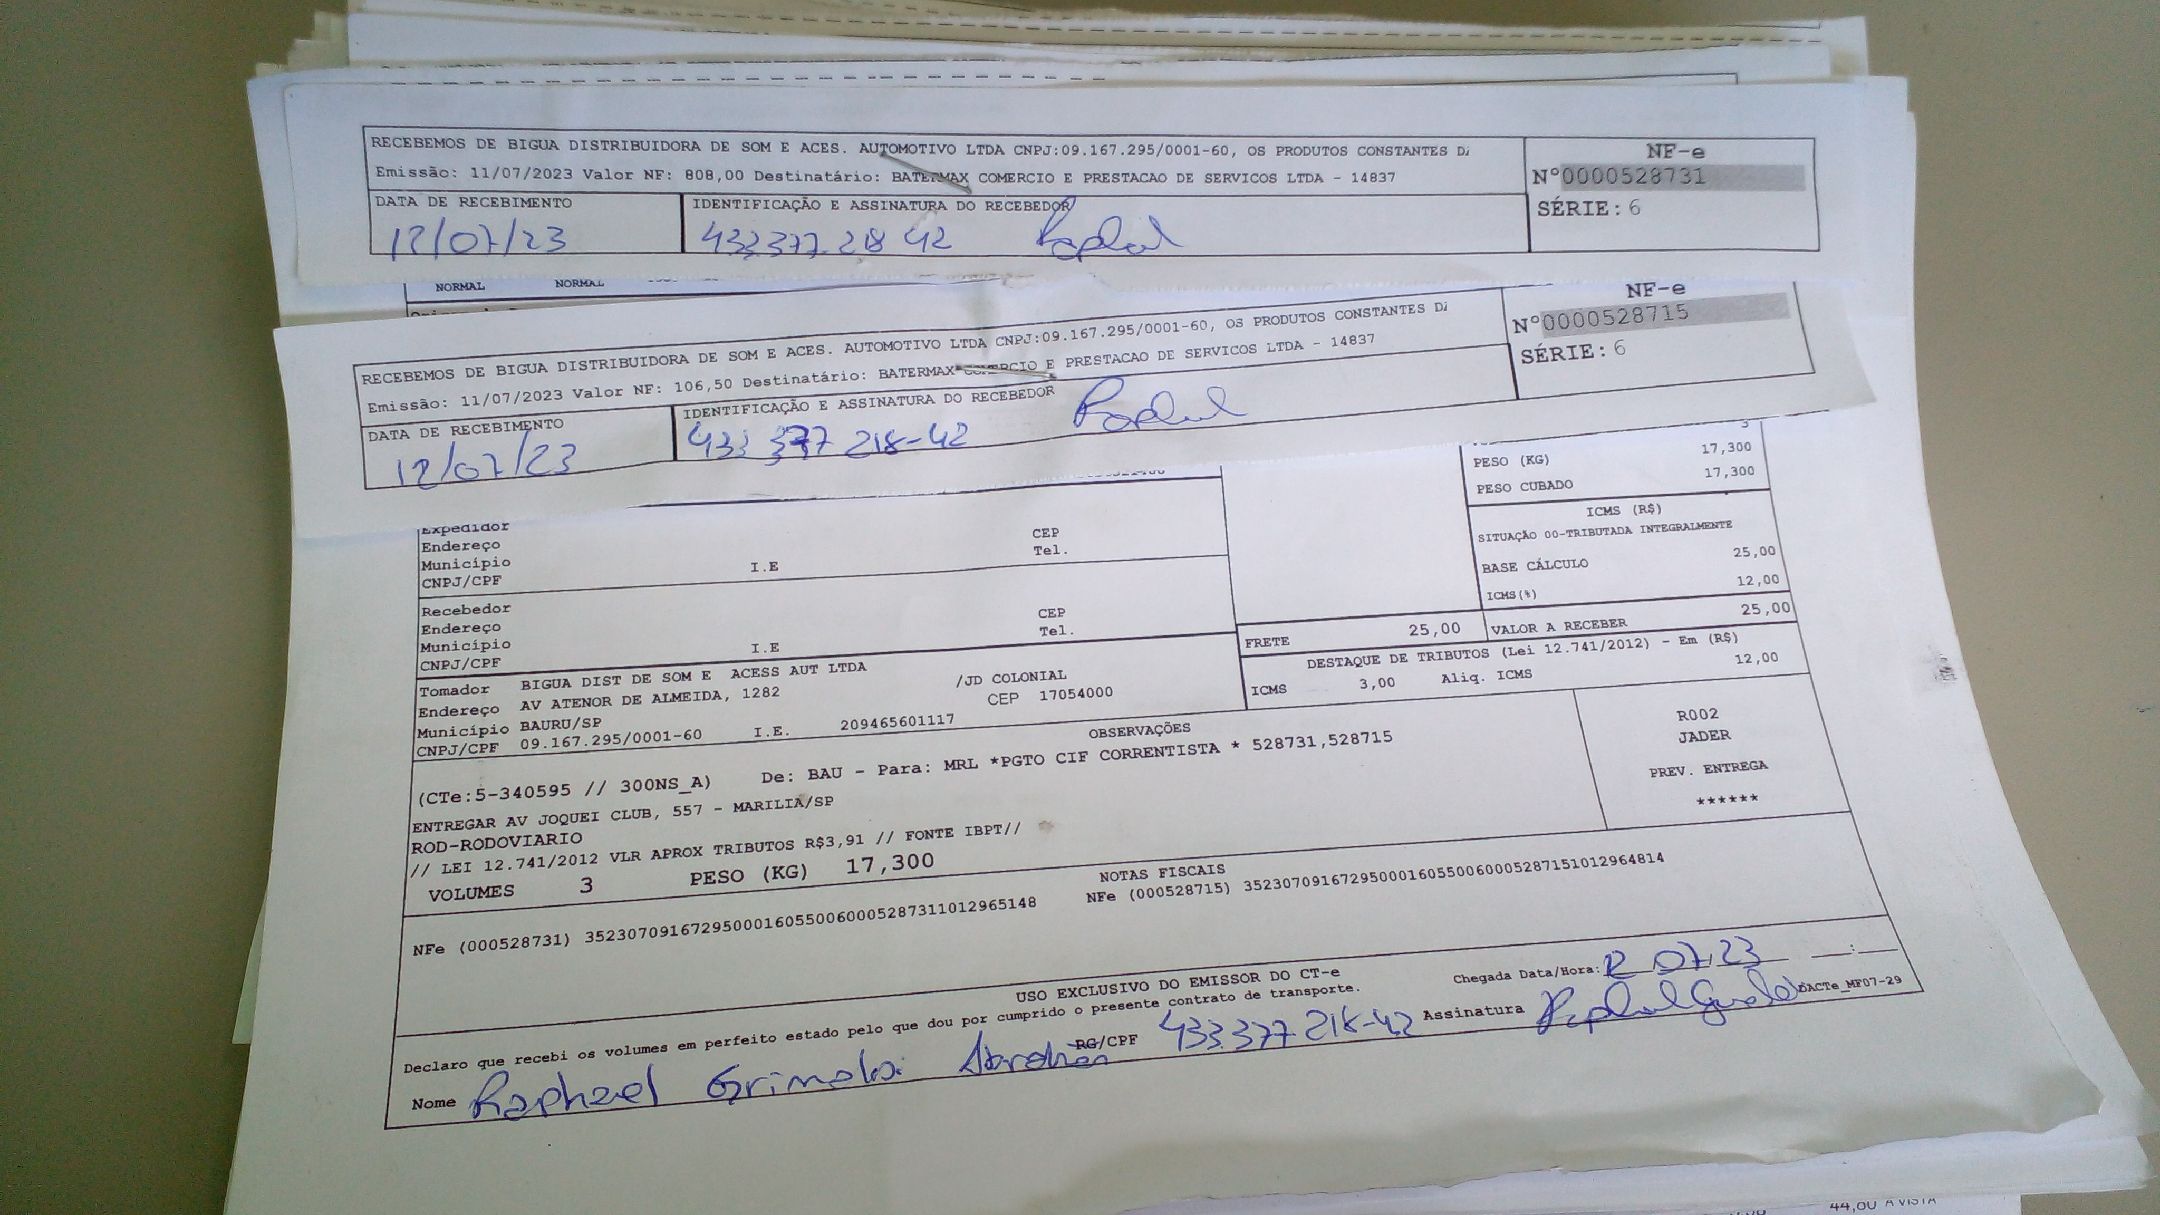 RECEBEMOS DE BIGUA DISTRIBUIDORA DE SOM E ACES. AUTOMOTIVO LTDA CNPJ:09.167.295/0001-60, OS PRODUTOS CONSTANTES DA
Emissão: 11/07/2023 Valor NF: 808,00 Destinatário: BATERMAX COMERCIO E PRESTACAO DE SERVICOS LTDA - 14837
NF-e
Nº0000528731
SÉRIE: 6
DATA DE RECEBIMENTO
12/07/23
IDENTIFICAÇÃO E ASSINATURA DO RECEBEDOR
433.377.218 42
NORMAL NORMAL
RECEBEMOS DE BIGUA DISTRIBUIDORA DE SOM E ACES. AUTOMOTIVO LTDA CNPJ:09.167.295/0001-60, OS PRODUTOS CONSTANTES DA
Emissão: 11/07/2023 Valor NF: 106,50 Destinatário: BATERMAX COMERCIO E PRESTACAO DE SERVICOS LTDA - 14837
NF-e
Nº0000528715
SÉRIE: 6
DATA DE RECEBIMENTO
12/07/23
IDENTIFICAÇÃO E ASSINATURA DO RECEBEDOR
433 377 218-42
3
PESO (KG) 17,300
PESO CUBADO 17,300
ICMS (R$)
SITUAÇÃO 00-TRIBUTADA INTEGRALMENTE
BASE CÁLCULO 25,00
ICMS(%) 12,00
Expedidor
Endereço CEP
Município I.E Tel.
CNPJ/CPF
Recebedor
Endereço CEP
Município I.E Tel.
CNPJ/CPF
FRETE 25,00 VALOR A RECEBER 25,00
DESTAQUE DE TRIBUTOS (Lei 12.741/2012) - Em (R$)
ICMS 3,00 Aliq. ICMS 12,00
Tomador BIGUA DIST DE SOM E ACESS AUT LTDA
Endereço AV ATENOR DE ALMEIDA, 1282 /JD COLONIAL
Município BAURU/SP CEP 17054000
CNPJ/CPF 09.167.295/0001-60 I.E. 209465601117
OBSERVAÇÕES
(CTe:5-340595 // 300NS_A) De: BAU - Para: MRL *PGTO CIF CORRENTISTA * 528731,528715
ENTREGAR AV JOQUEI CLUB, 557 - MARILIA/SP
ROD-RODOVIARIO
// LEI 12.741/2012 VLR APROX TRIBUTOS R$3,91 // FONTE IBPT//
R002
JADER
PREV. ENTREGA
******
VOLUMES 3 PESO (KG) 17,300
NOTAS FISCAIS
NFe (000528731) 35230709167295000160550060005287311012965148 NFe (000528715) 35230709167295000160550060005287151012964814
USO EXCLUSIVO DO EMISSOR DO CT-e
Declaro que recebi os volumes em perfeito estado pelo que dou por cumprido o presente contrato de transporte.
Chegada Data/Hora: 12 07 23 __:__
Nome Raphael RG/CPF 433.377 218-42 Assinatura
DACTe_MF07-29
44,00 A VISTA